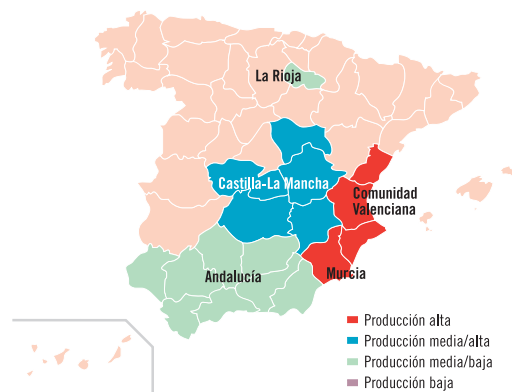 La Rioja
Castilla-La Mancha
Comunidad
Valenciana
Andalucía
Murcia
Producción alta
Producción media/alta
Producción media/baja
Producción baja